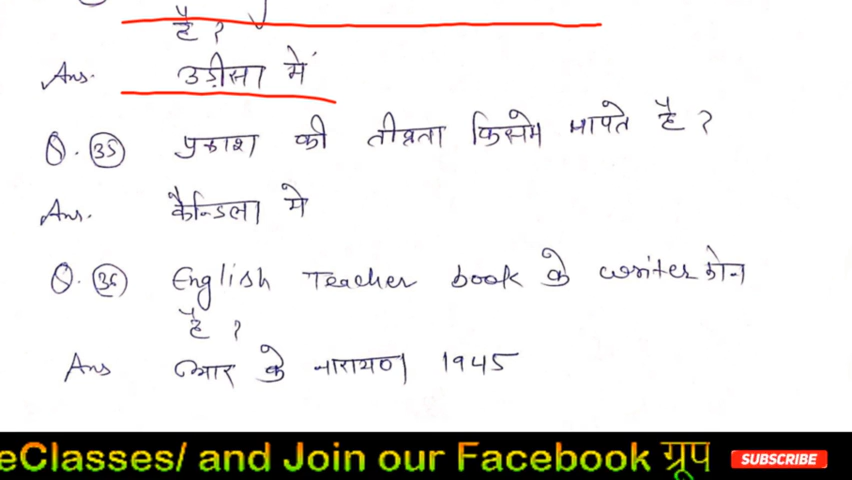 है ?
Ans. उड़ीसा में
Q. 35 प्रकाश की तीव्रता किसमे मापते है ?
Ans. कैन्डिला मे
Q. 36 English Teacher book के writer कोन
है ?
Ans आर के नारायण 1945
eClasses/ and Join our Facebook ग्रूप SUBSCRIBE